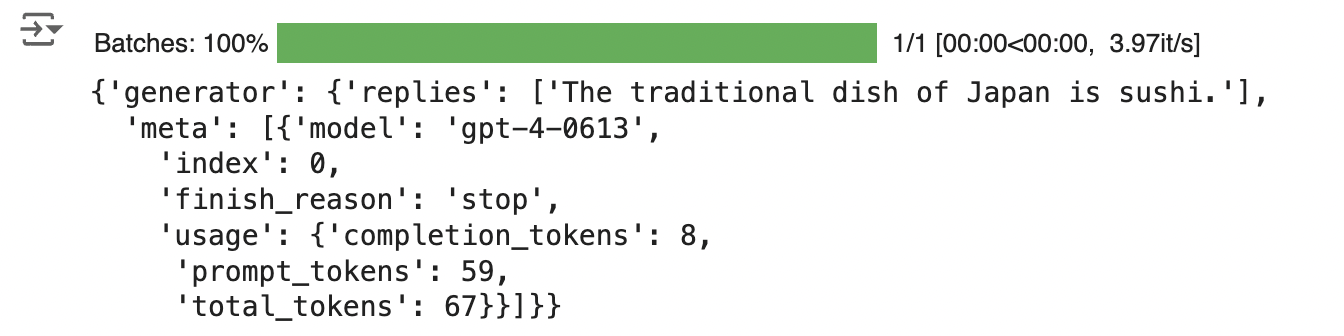 Batches: 100% 1/1 [00:00<00:00, 3.97it/s]
{'generator': {'replies': ['The traditional dish of Japan is sushi.'],
'meta': [{'model': 'gpt-4-0613',
'index': 0,
'finish_reason': 'stop',
'usage': {'completion_tokens': 8,
'prompt_tokens': 59,
'total_tokens': 67}}]}}